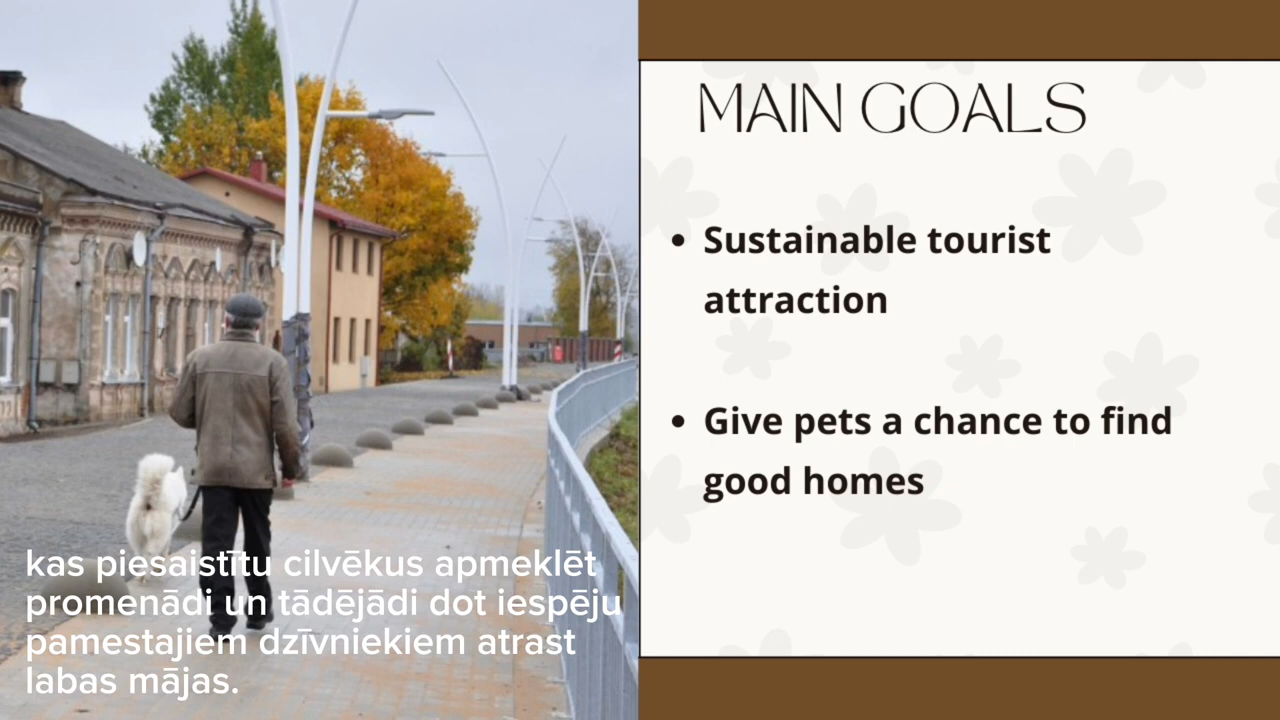 kas piesaistītu cilvēkus apmeklēt
promenādi un tādējādi dot iespēju
pamestajiem dzīvniekiem atrast
labas mājas.
MAIN GOALS
• Sustainable tourist
attraction
• Give pets a chance to find
good homes